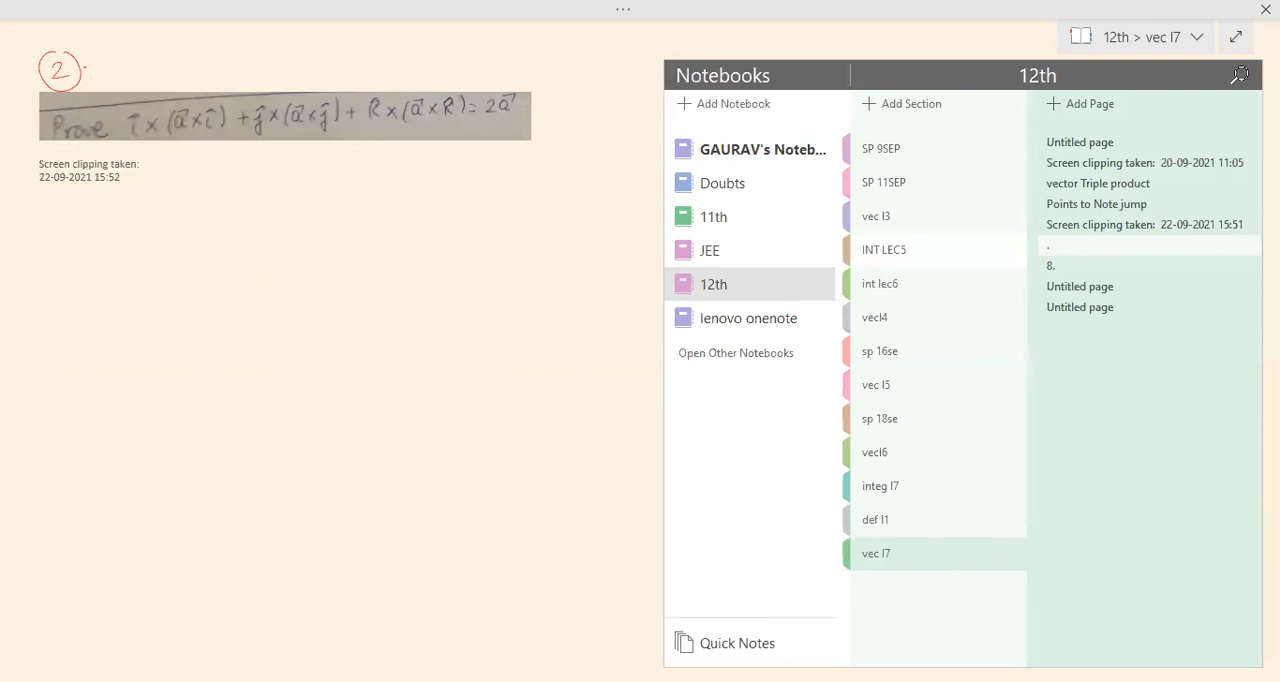 12th > vec l7
2.
Prove î × (a⃗ × î) + ĵ × (a⃗ × ĵ) + k × (a⃗ × k) = 2a⃗
Screen clipping taken:
22-09-2021 15:52
Notebooks
12th
+ Add Notebook
+ Add Section
+ Add Page
GAURAV's Noteb...
Doubts
11th
JEE
12th
lenovo onenote
Open Other Notebooks
Quick Notes
SP 9SEP
SP 11SEP
vec l3
INT LEC5
int lec6
vecl4
sp 16se
vec l5
sp 18se
vecl6
integ l7
def l1
vec l7
Untitled page
Screen clipping taken: 20-09-2021 11:05
vector Triple product
Points to Note jump
Screen clipping taken: 22-09-2021 15:51
.
8.
Untitled page
Untitled page